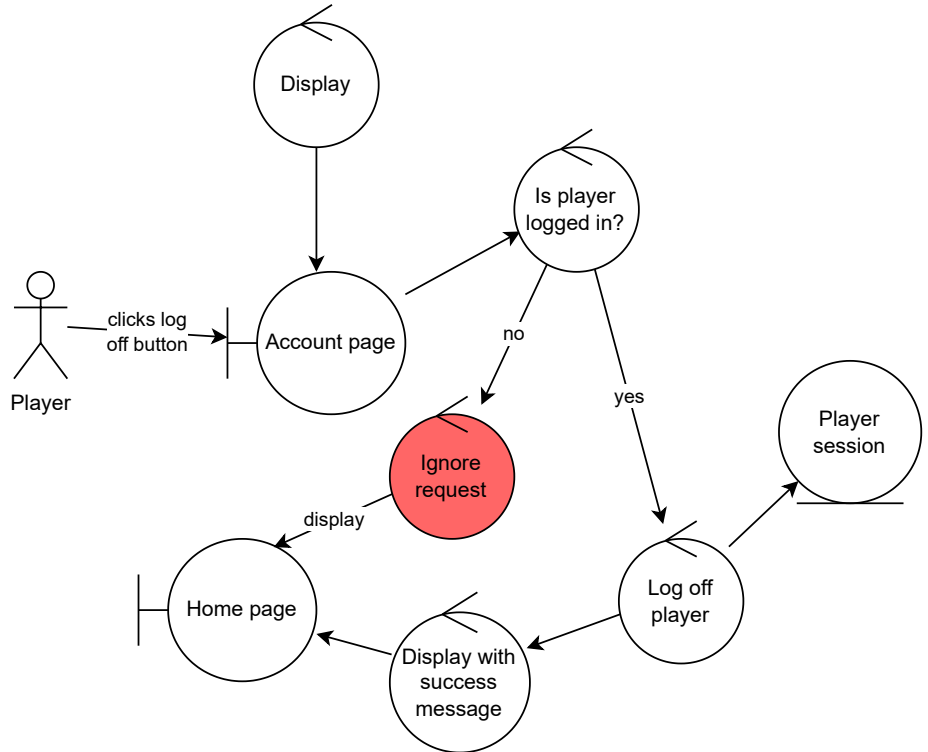 Display
Is player
logged in?
clicks log
off button
Account page
Player
no
yes
Player
session
Ignore
request
display
Home page
Log off
player
Display with
success
message